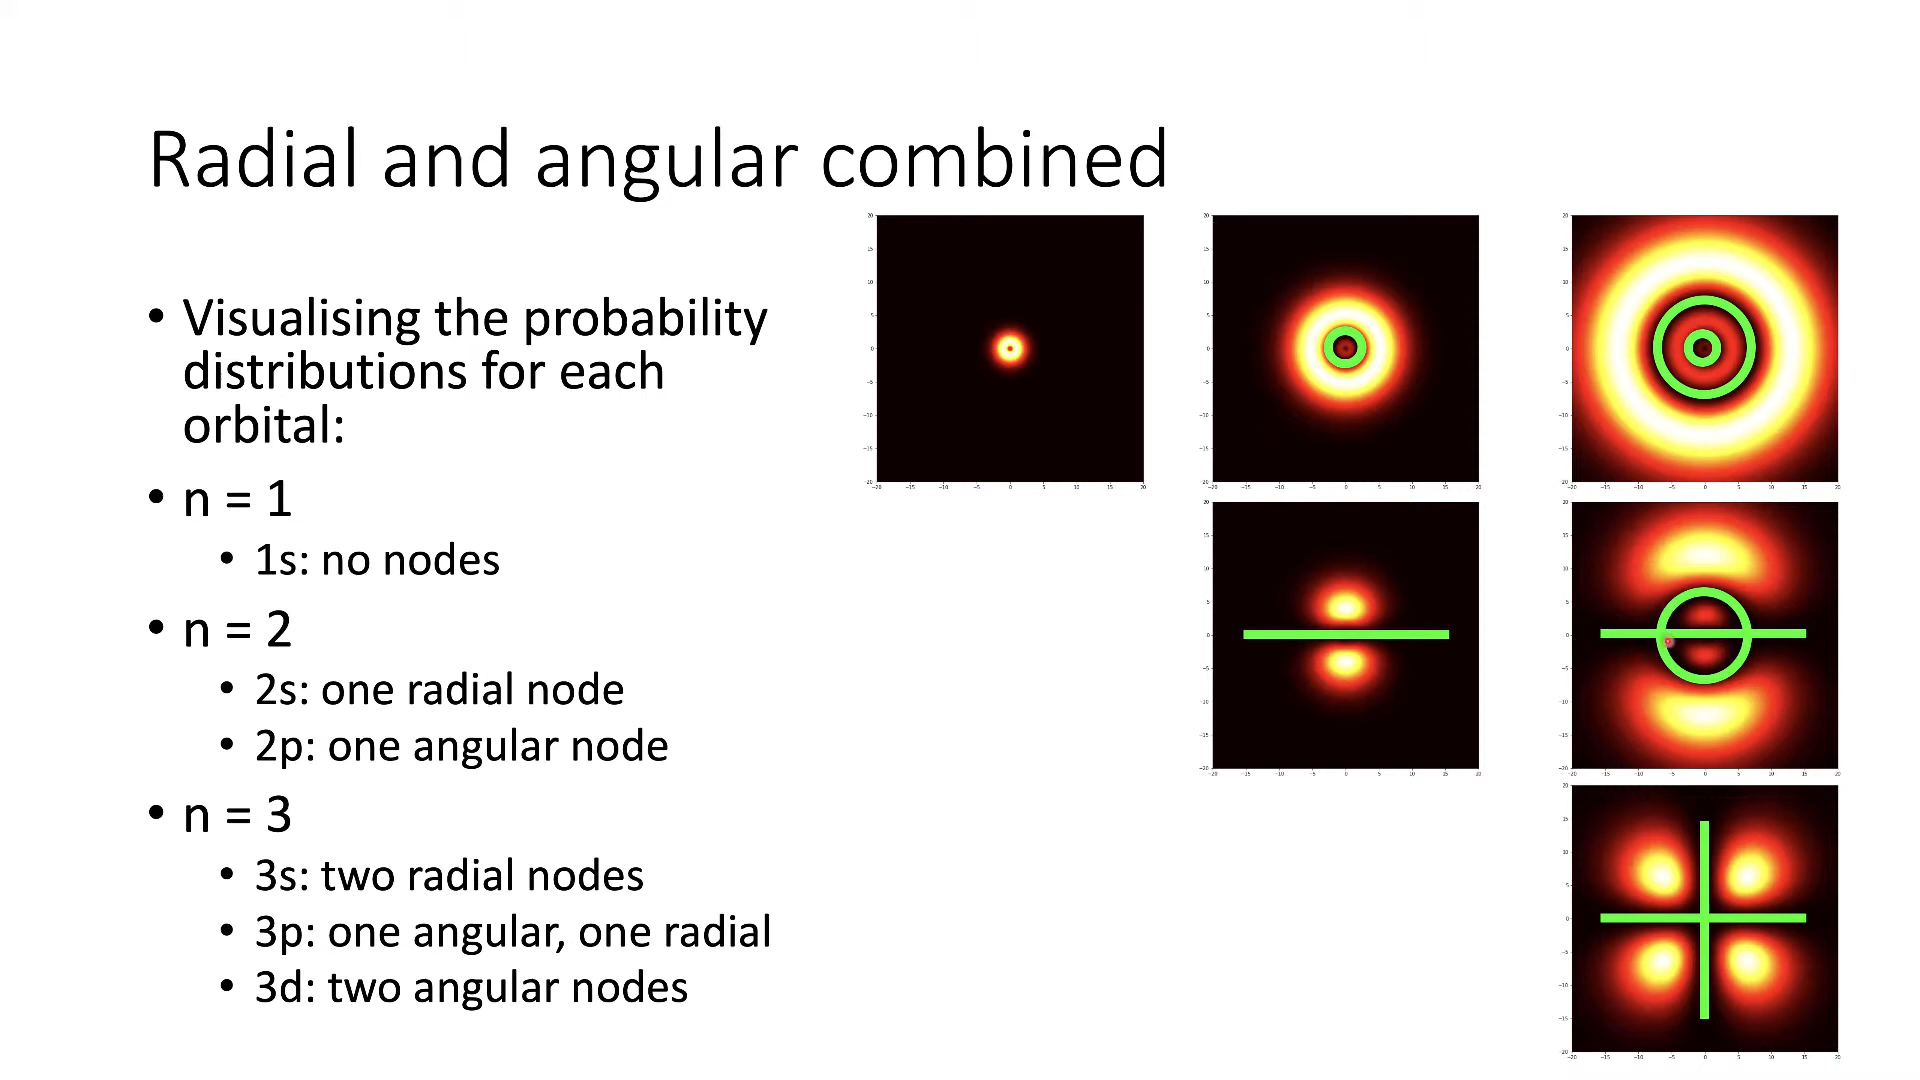 Radial and angular combined
• Visualising the probability
distributions for each
orbital:
• n = 1
• 1s: no nodes
• n = 2
• 2s: one radial node
• 2p: one angular node
• n = 3
• 3s: two radial nodes
• 3p: one angular, one radial
• 3d: two angular nodes